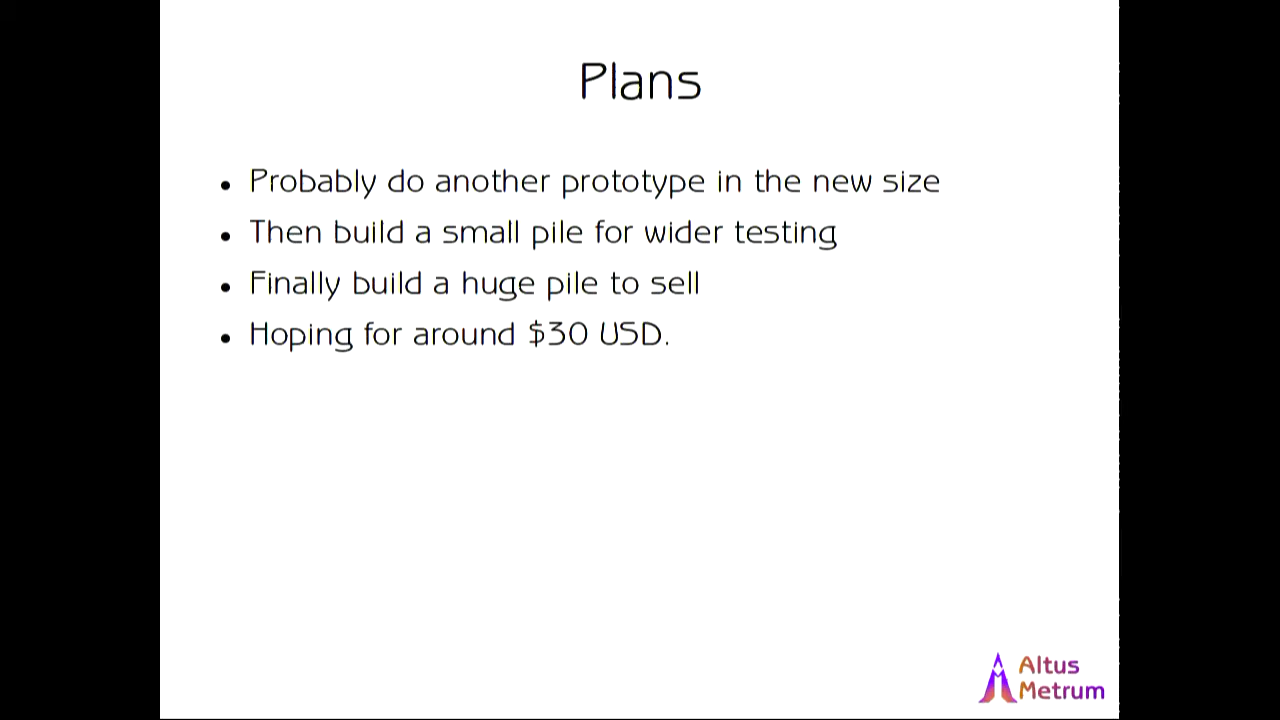 Plans
• Probably do another prototype in the new size
• Then build a small pile for wider testing
• Finally build a huge pile to sell
• Hoping for around $30 USD.
Altus
Metrum